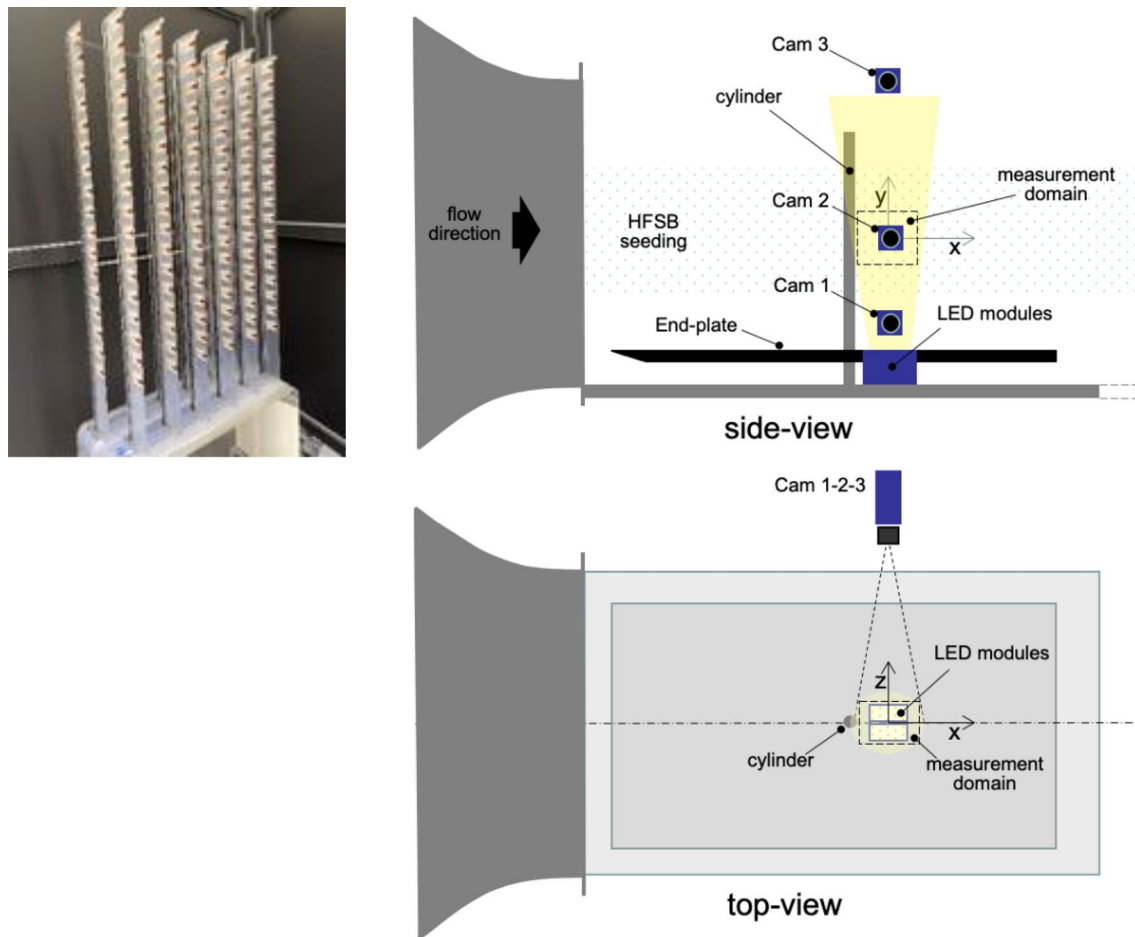 Cam 3
cylinder
measurement
domain
y
Cam 2
flow
direction
HFSB
seeding
x
Cam 1
LED modules
End-plate
side-view
Cam 1-2-3
LED modules
z
x
cylinder
measurement
domain
top-view